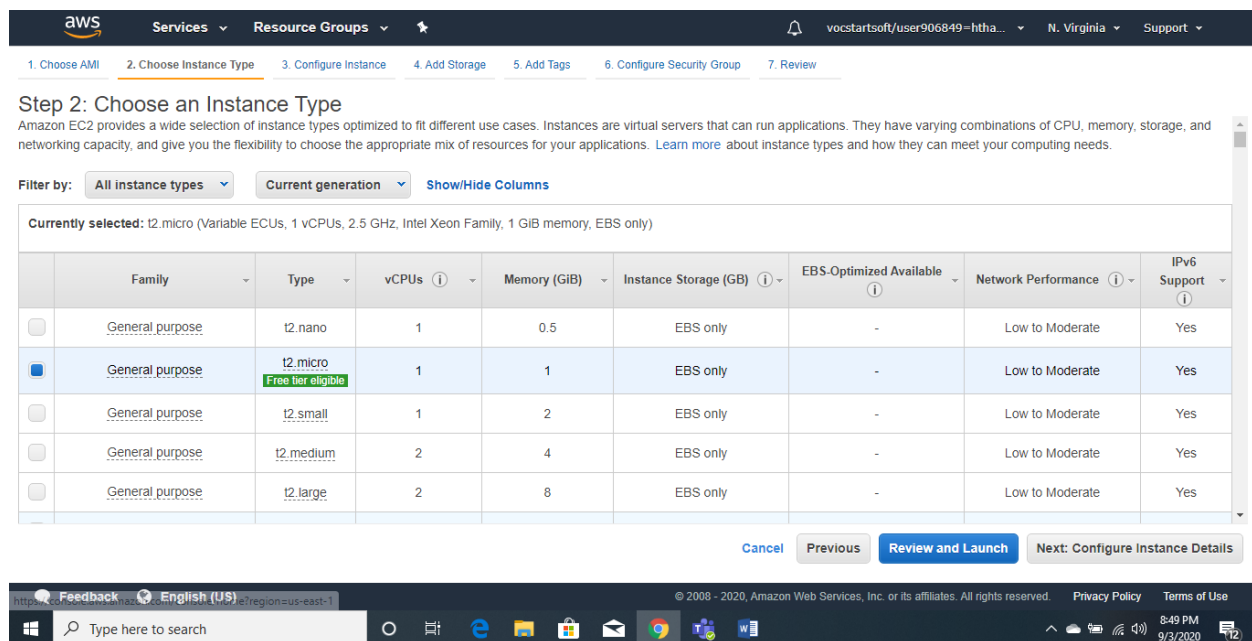 aws Services Resource Groups vocstartsoft/user906849=htha... N. Virginia Support
1. Choose AMI 2. Choose Instance Type 3. Configure Instance 4. Add Storage 5. Add Tags 6. Configure Security Group 7. Review
Step 2: Choose an Instance Type
Amazon EC2 provides a wide selection of instance types optimized to fit different use cases. Instances are virtual servers that can run applications. They have varying combinations of CPU, memory, storage, and
networking capacity, and give you the flexibility to choose the appropriate mix of resources for your applications. Learn more about instance types and how they can meet your computing needs.
Filter by: All instance types Current generation Show/Hide Columns
Currently selected: t2.micro (Variable ECUs, 1 vCPUs, 2.5 GHz, Intel Xeon Family, 1 GiB memory, EBS only)
Family Type vCPUs Memory (GiB) Instance Storage (GB) EBS-Optimized Available Network Performance IPv6 Support
General purpose t2.nano 1 0.5 EBS only - Low to Moderate Yes
General purpose t2.micro 1 1 EBS only - Low to Moderate Yes
Free tier eligible
General purpose t2.small 1 2 EBS only - Low to Moderate Yes
General purpose t2.medium 2 4 EBS only - Low to Moderate Yes
General purpose t2.large 2 8 EBS only - Low to Moderate Yes
Cancel Previous Review and Launch Next: Configure Instance Details
Feedback English (US) © 2008 - 2020, Amazon Web Services, Inc. or its affiliates. All rights reserved. Privacy Policy Terms of Use
https://console.aws.amazon.com/console/home?region=us-east-1
Type here to search 8:49 PM
9/3/2020 12